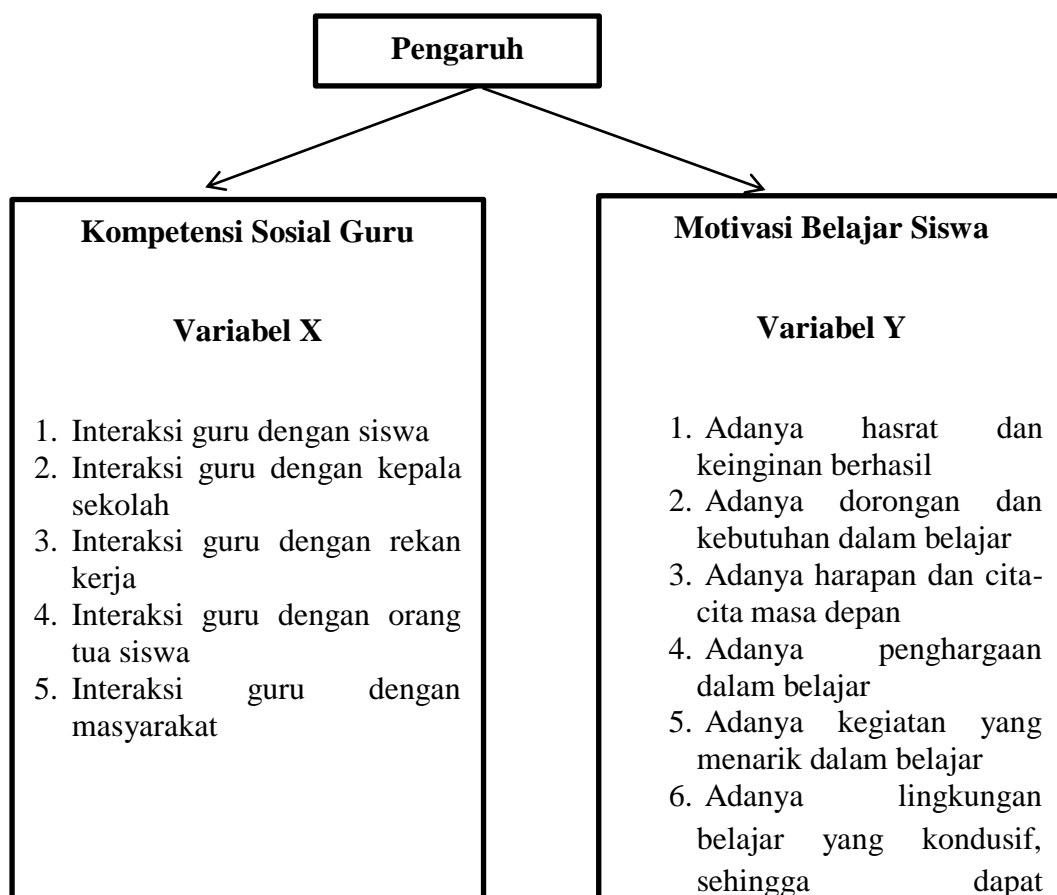 Pengaruh
Kompetensi Sosial Guru
Variabel X
1. Interaksi guru dengan siswa
2. Interaksi guru dengan kepala
sekolah
3. Interaksi guru dengan rekan
kerja
4. Interaksi guru dengan orang
tua siswa
5. Interaksi guru dengan
masyarakat
Motivasi Belajar Siswa
Variabel Y
1. Adanya hasrat dan
keinginan berhasil
2. Adanya dorongan dan
kebutuhan dalam belajar
3. Adanya harapan dan cita-
cita masa depan
4. Adanya penghargaan
dalam belajar
5. Adanya kegiatan yang
menarik dalam belajar
6. Adanya lingkungan
belajar yang kondusif,
sehingga dapat